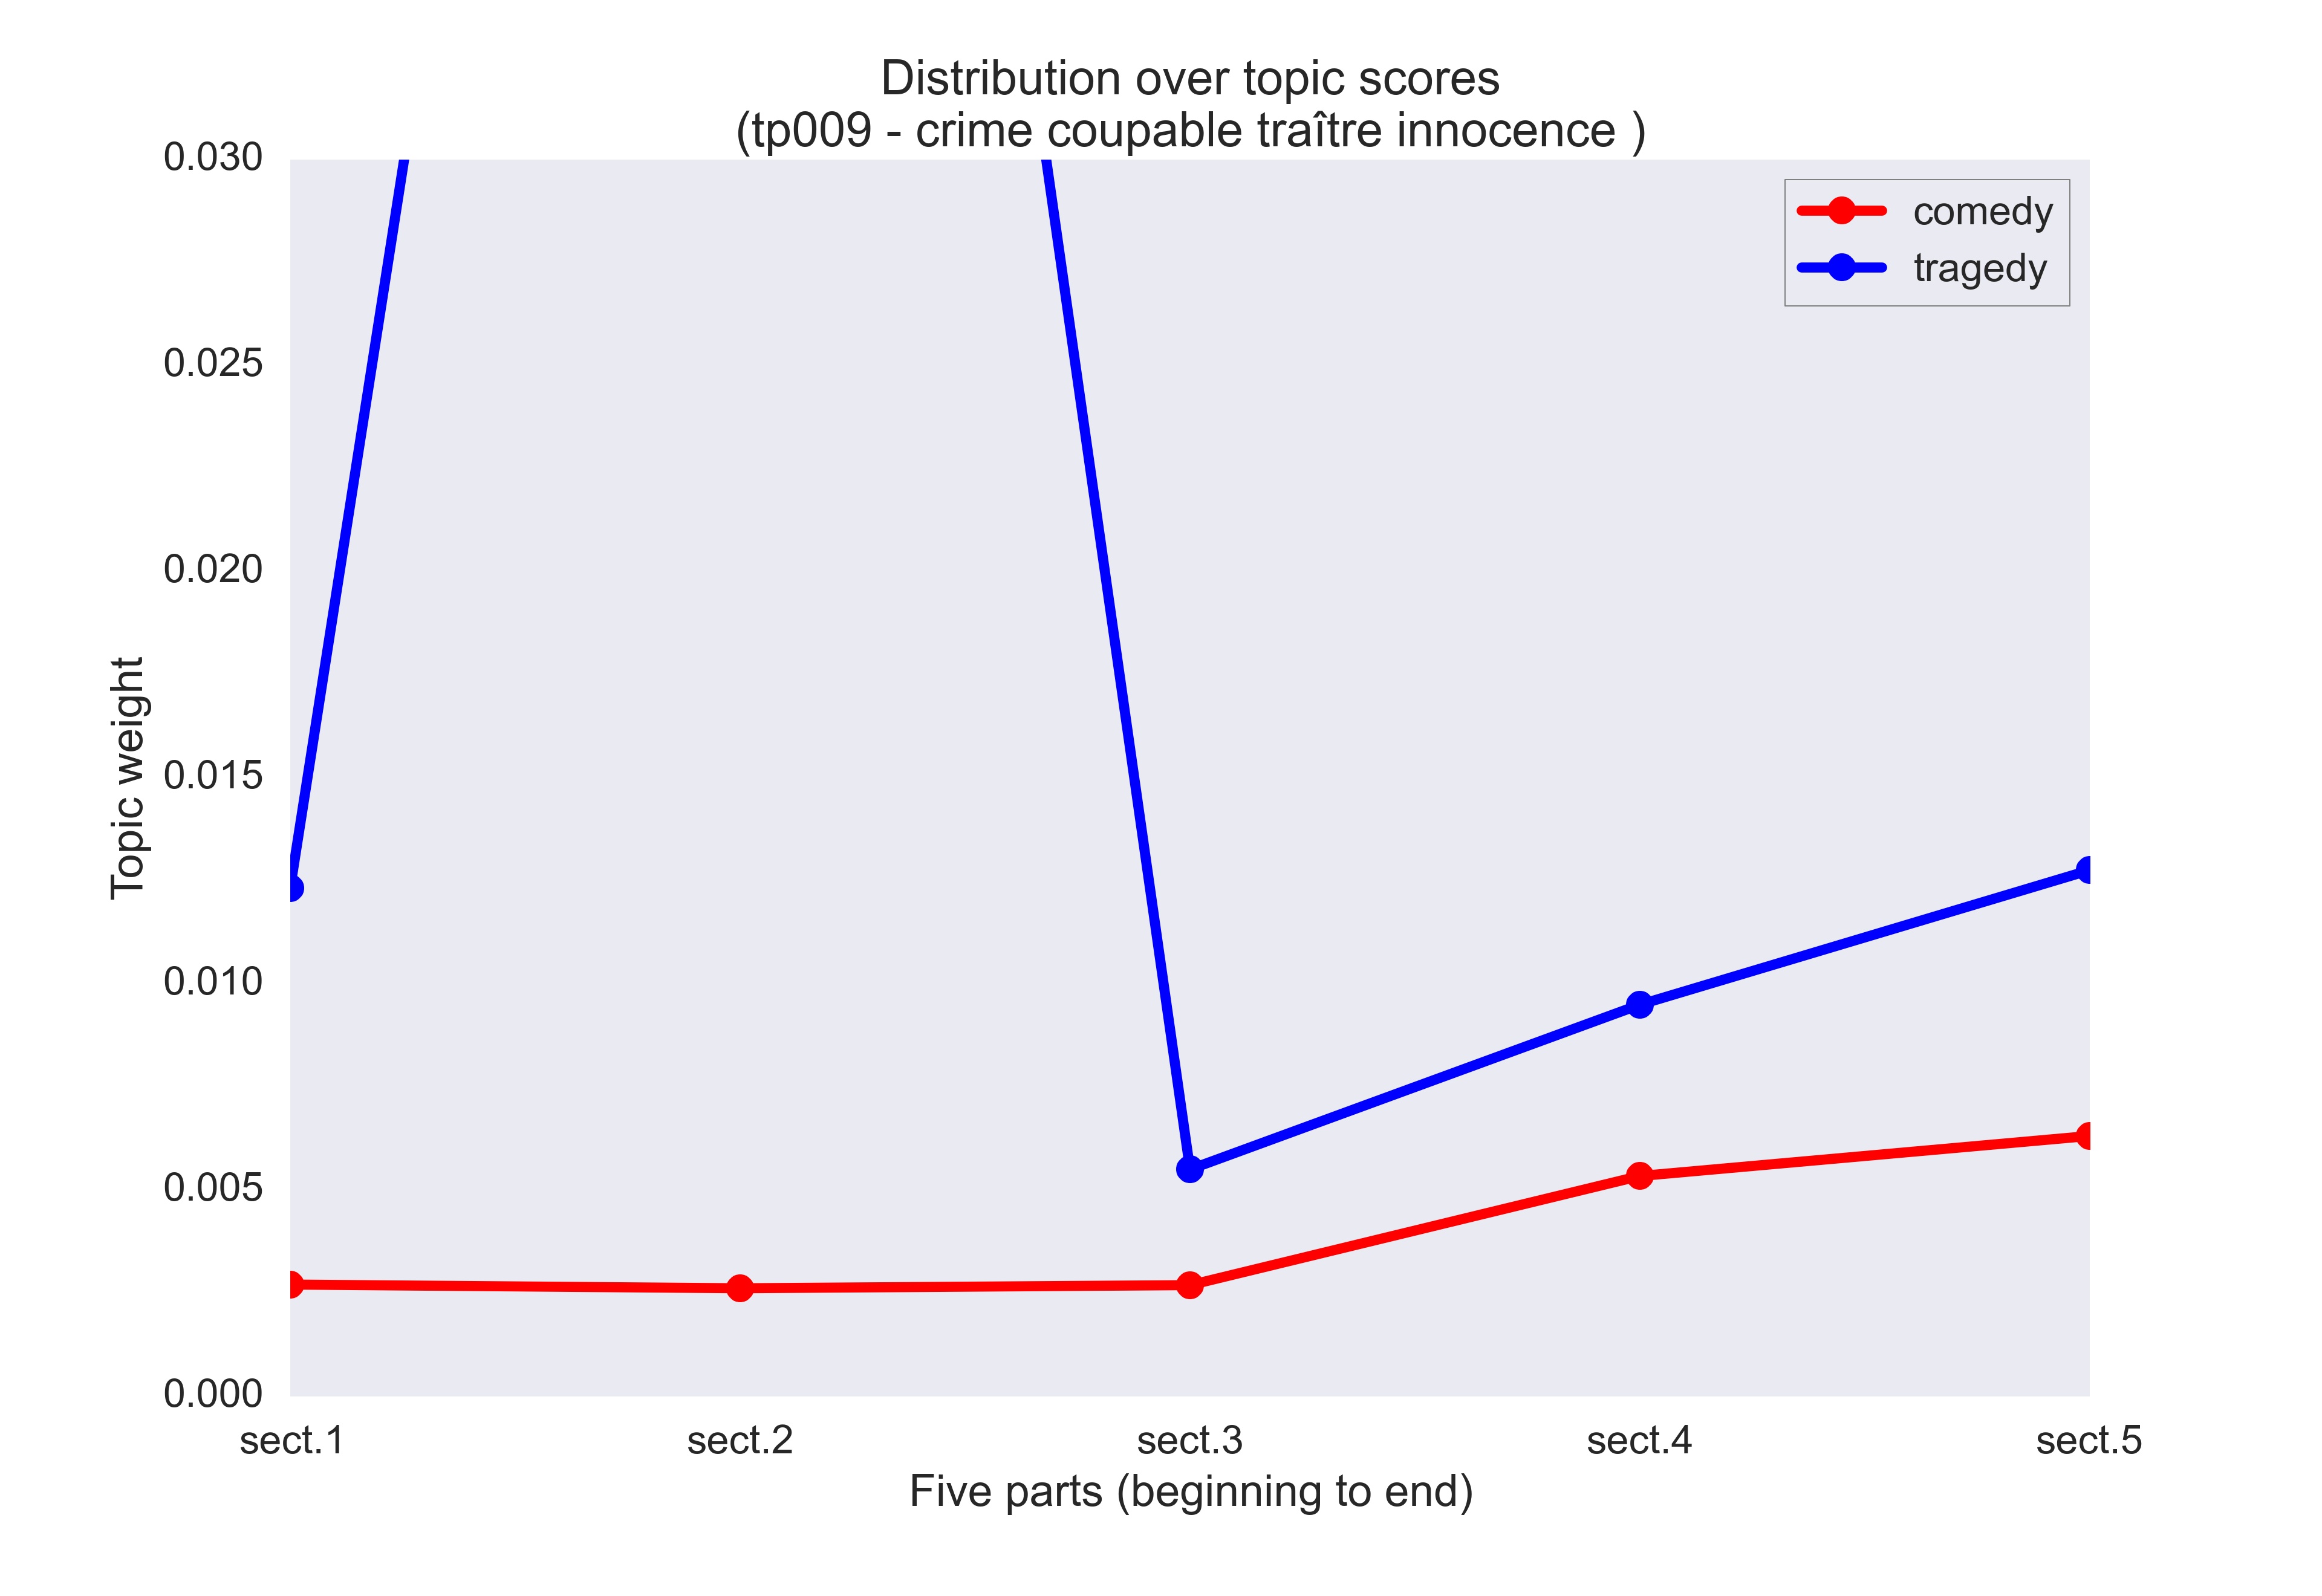 Distribution over topic scores
(tp009 - crime coupable traître innocence )
0.030
0.025
0.020
0.015
0.010
0.005
0.000
Topic weight
comedy
tragedy
sect.1
sect.2
sect.3
sect.4
sect.5
Five parts (beginning to end)